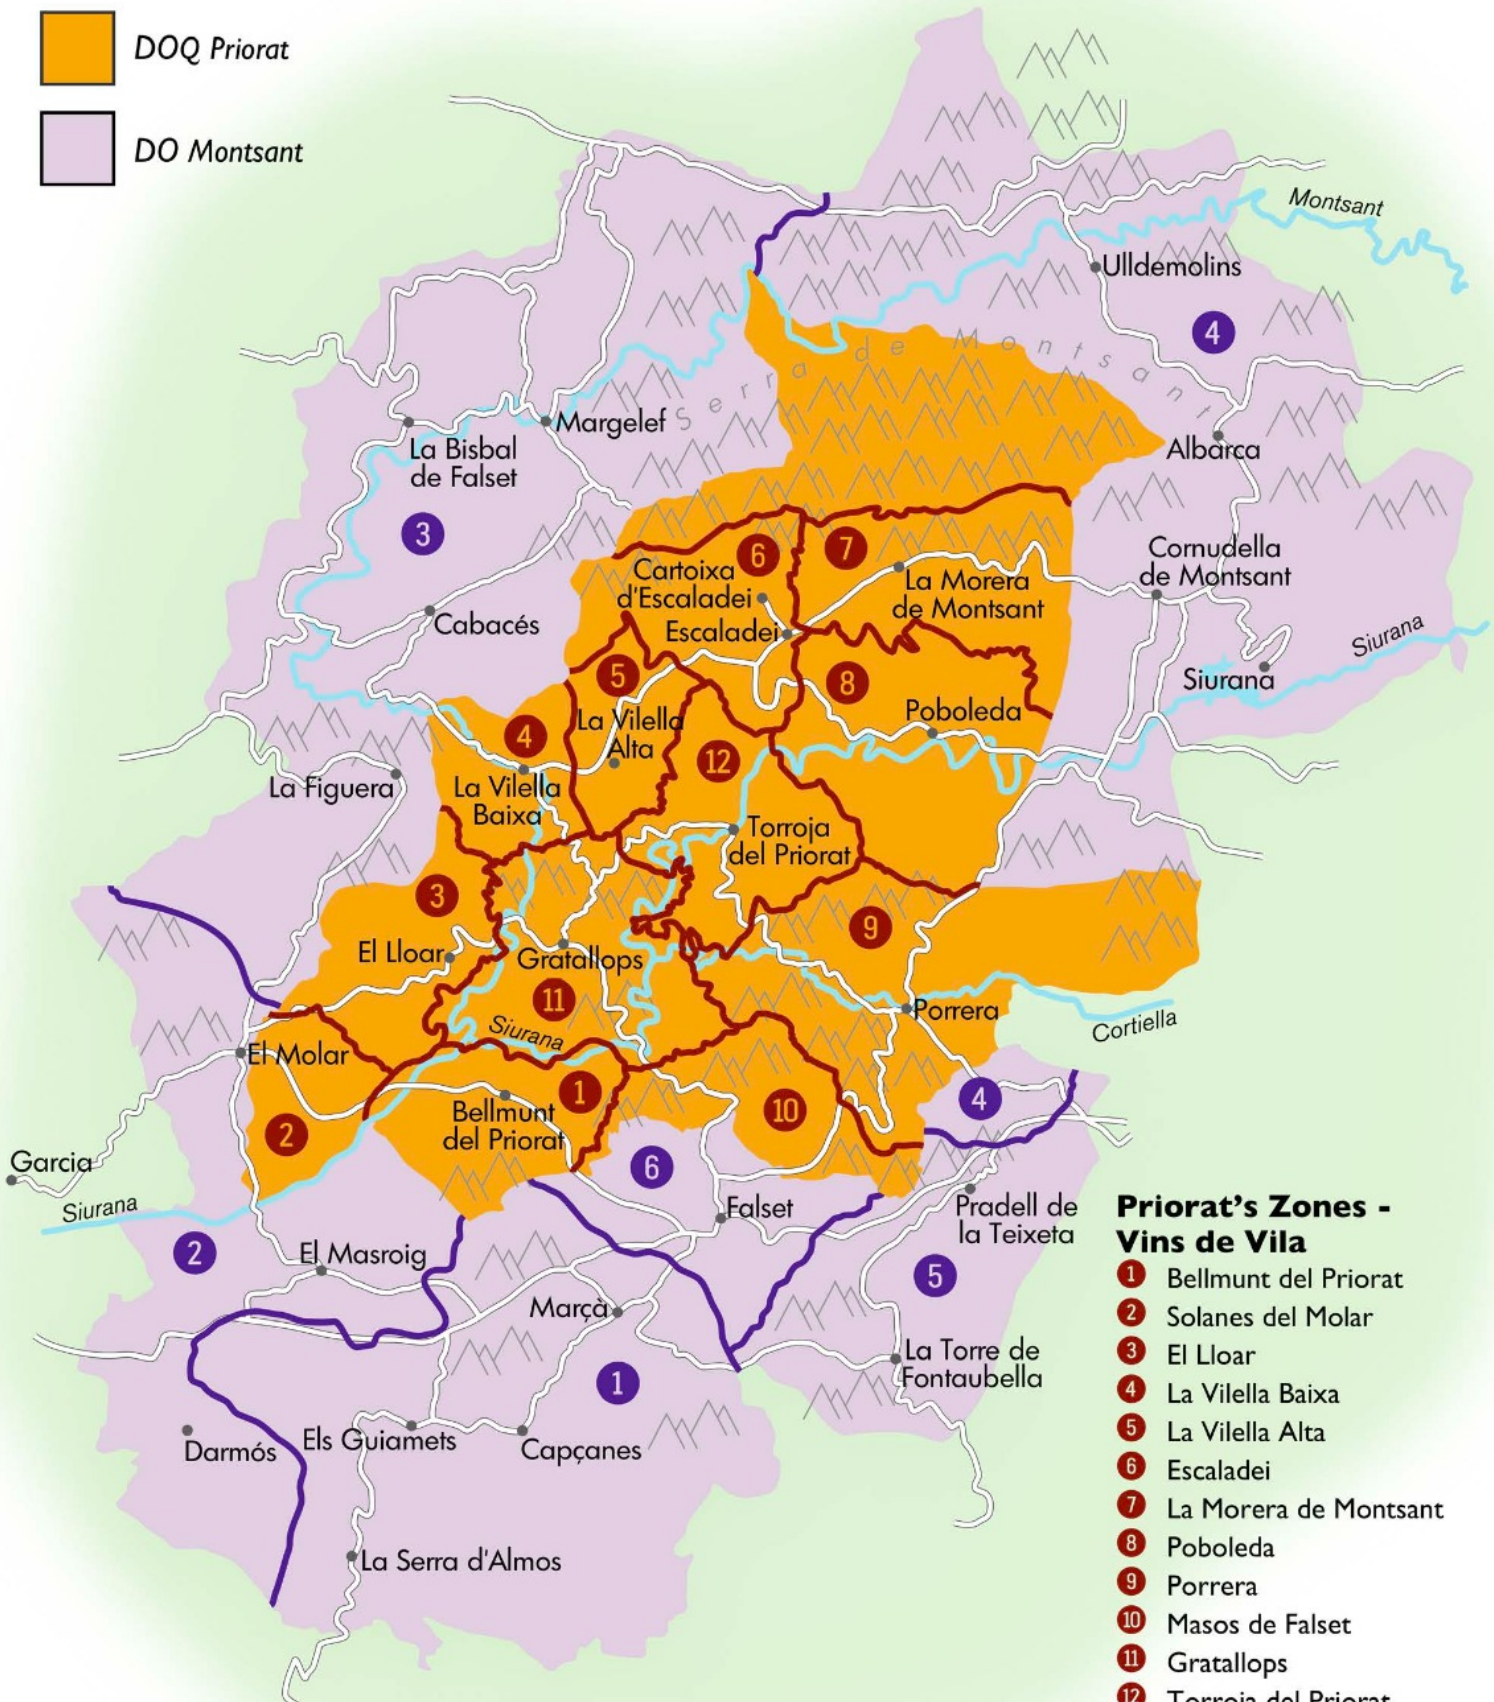 DOQ Priorat
DO Montsant
Montsant
Ulldemolins
4
Serra de Montsant
Margelef
La Bisbal
de Falset
Albarca
3
6
7
Cornudella
de Montsant
Cartoixa
d'Escaladei
La Morera
de Montsant
Cabacés
Escaladei
Siurana
5
8
Siurana
La Vilella
Alta
Poboleda
4
12
La Figuera
La Vilella
Baixa
Torroja
del Priorat
3
9
El Lloar
Gratallops
11
Porrera
Siurana
Cortiella
El Molar
1
4
10
Bellmunt
del Priorat
2
Garcia
6
Siurana
Falset
Pradell de
la Teixeta
2
El Masroig
5
Marçà
La Torre de
Fontaubella
1
Darmós
Els Guiamets
Capçanes
La Serra d'Almos
Priorat's Zones -
Vins de Vila
1 Bellmunt del Priorat
2 Solanes del Molar
3 El Lloar
4 La Vilella Baixa
5 La Vilella Alta
6 Escaladei
7 La Morera de Montsant
8 Poboleda
9 Porrera
10 Masos de Falset
11 Gratallops
12 Torroja del Priorat